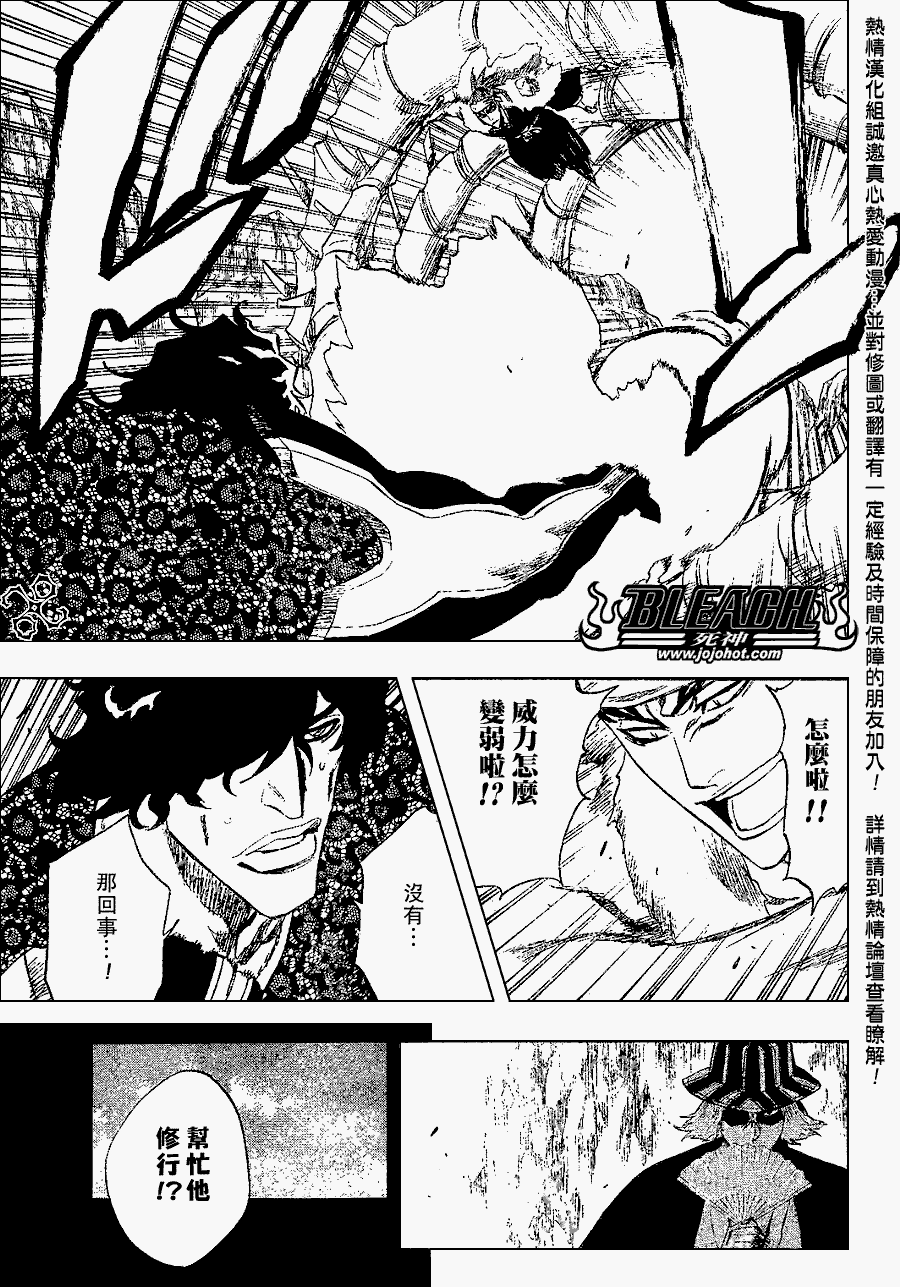 熱情漢化組誠邀真心熱愛動漫…並對修圖或翻譯有一定經驗及時間保障的朋友加入！ 詳情請到熱情論壇查看瞭解！
BLEACH
死神
www.jojohot.com
怎麼啦!!
威力怎麼
變弱啦!?
沒有…
那回事…！
幫忙他
修行!?